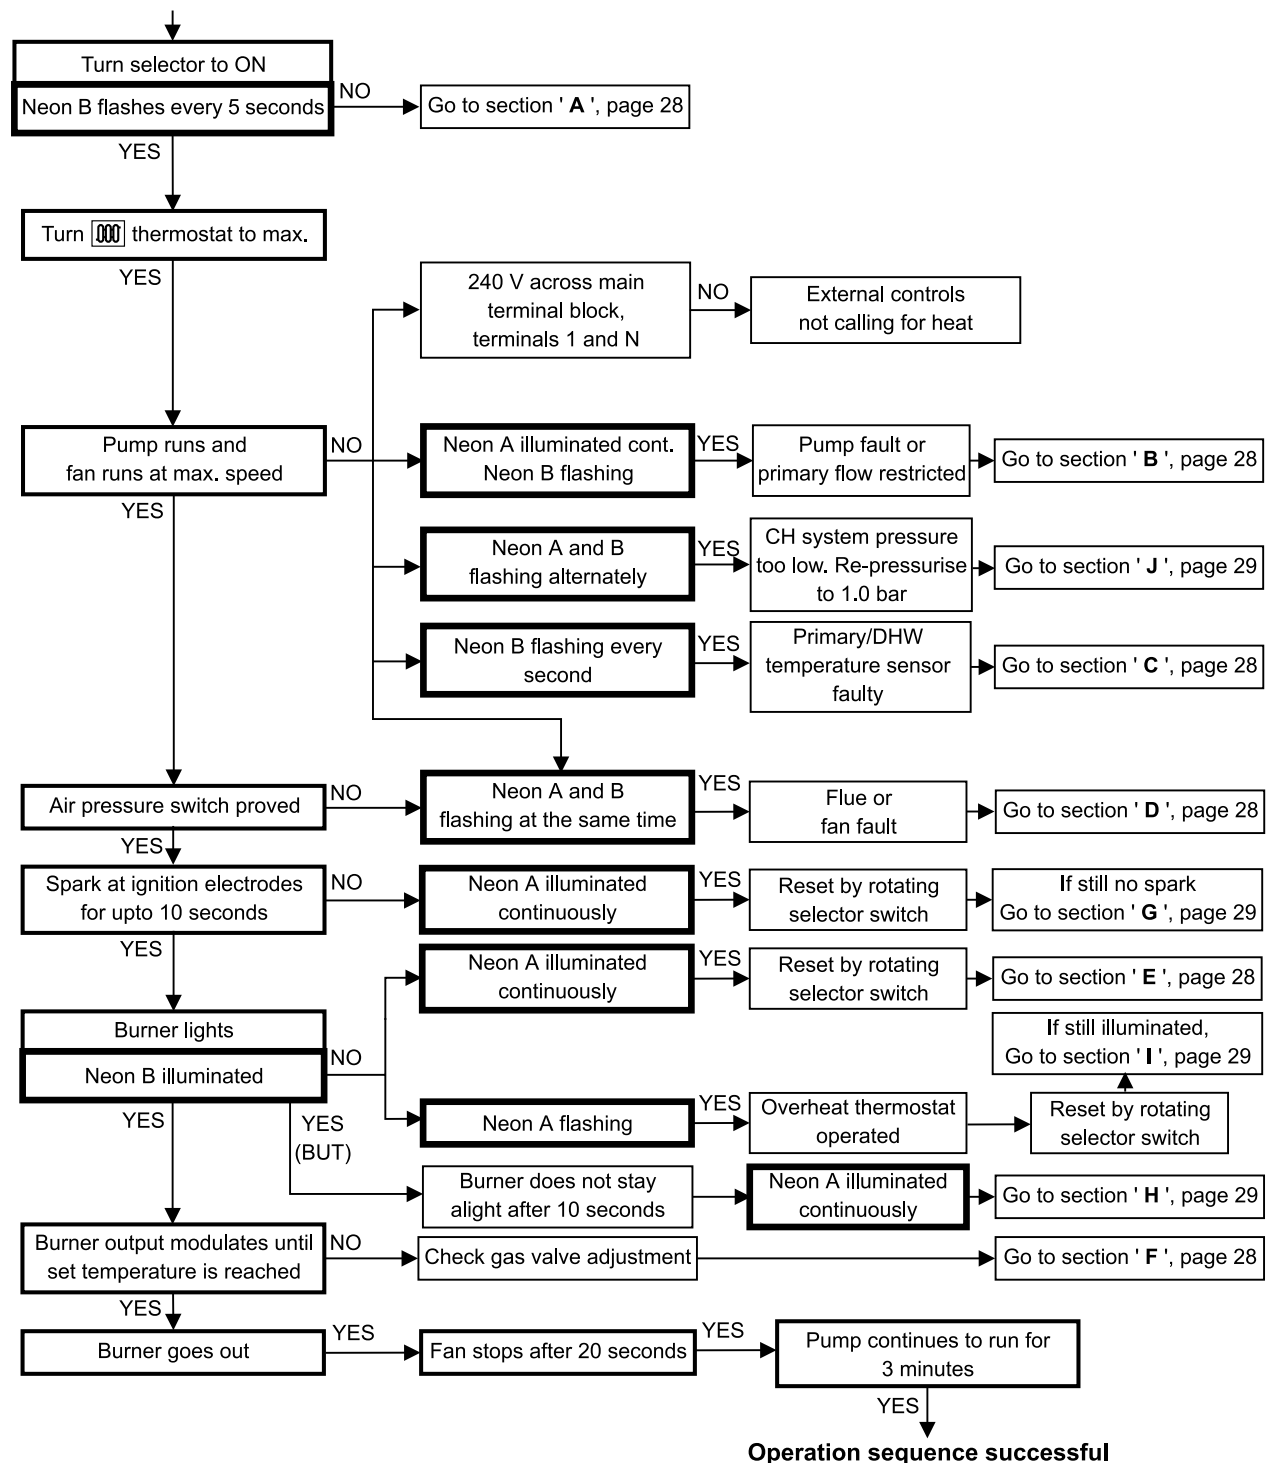 Turn selector to ON
Neon B flashes every 5 seconds
NO
Go to section ' A ', page 28
YES
Turn thermostat to max.
YES
240 V across main
terminal block,
terminals 1 and N
NO
External controls
not calling for heat
Pump runs and
fan runs at max. speed
NO
Neon A illuminated cont.
Neon B flashing
YES
Pump fault or
primary flow restricted
Go to section ' B ', page 28
YES
Neon A and B
flashing alternately
YES
CH system pressure
too low. Re-pressurise
to 1.0 bar
Go to section ' J ', page 29
Neon B flashing every
second
YES
Primary/DHW
temperature sensor
faulty
Go to section ' C ', page 28
Air pressure switch proved
NO
Neon A and B
flashing at the same time
YES
Flue or
fan fault
Go to section ' D ', page 28
YES
Spark at ignition electrodes
for upto 10 seconds
NO
Neon A illuminated
continuously
YES
Reset by rotating
selector switch
If still no spark
Go to section ' G ', page 29
YES
Neon A illuminated
continuously
YES
Reset by rotating
selector switch
Go to section ' E ', page 28
Burner lights
Neon B illuminated
NO
If still illuminated,
Go to section ' I ', page 29
Neon A flashing
YES
Overheat thermostat
operated
Reset by rotating
selector switch
YES
YES
(BUT)
Burner does not stay
alight after 10 seconds
Neon A illuminated
continuously
Go to section ' H ', page 29
Burner output modulates until
set temperature is reached
NO
Check gas valve adjustment
Go to section ' F ', page 28
YES
Burner goes out
YES
Fan stops after 20 seconds
YES
Pump continues to run for
3 minutes
YES
Operation sequence successful